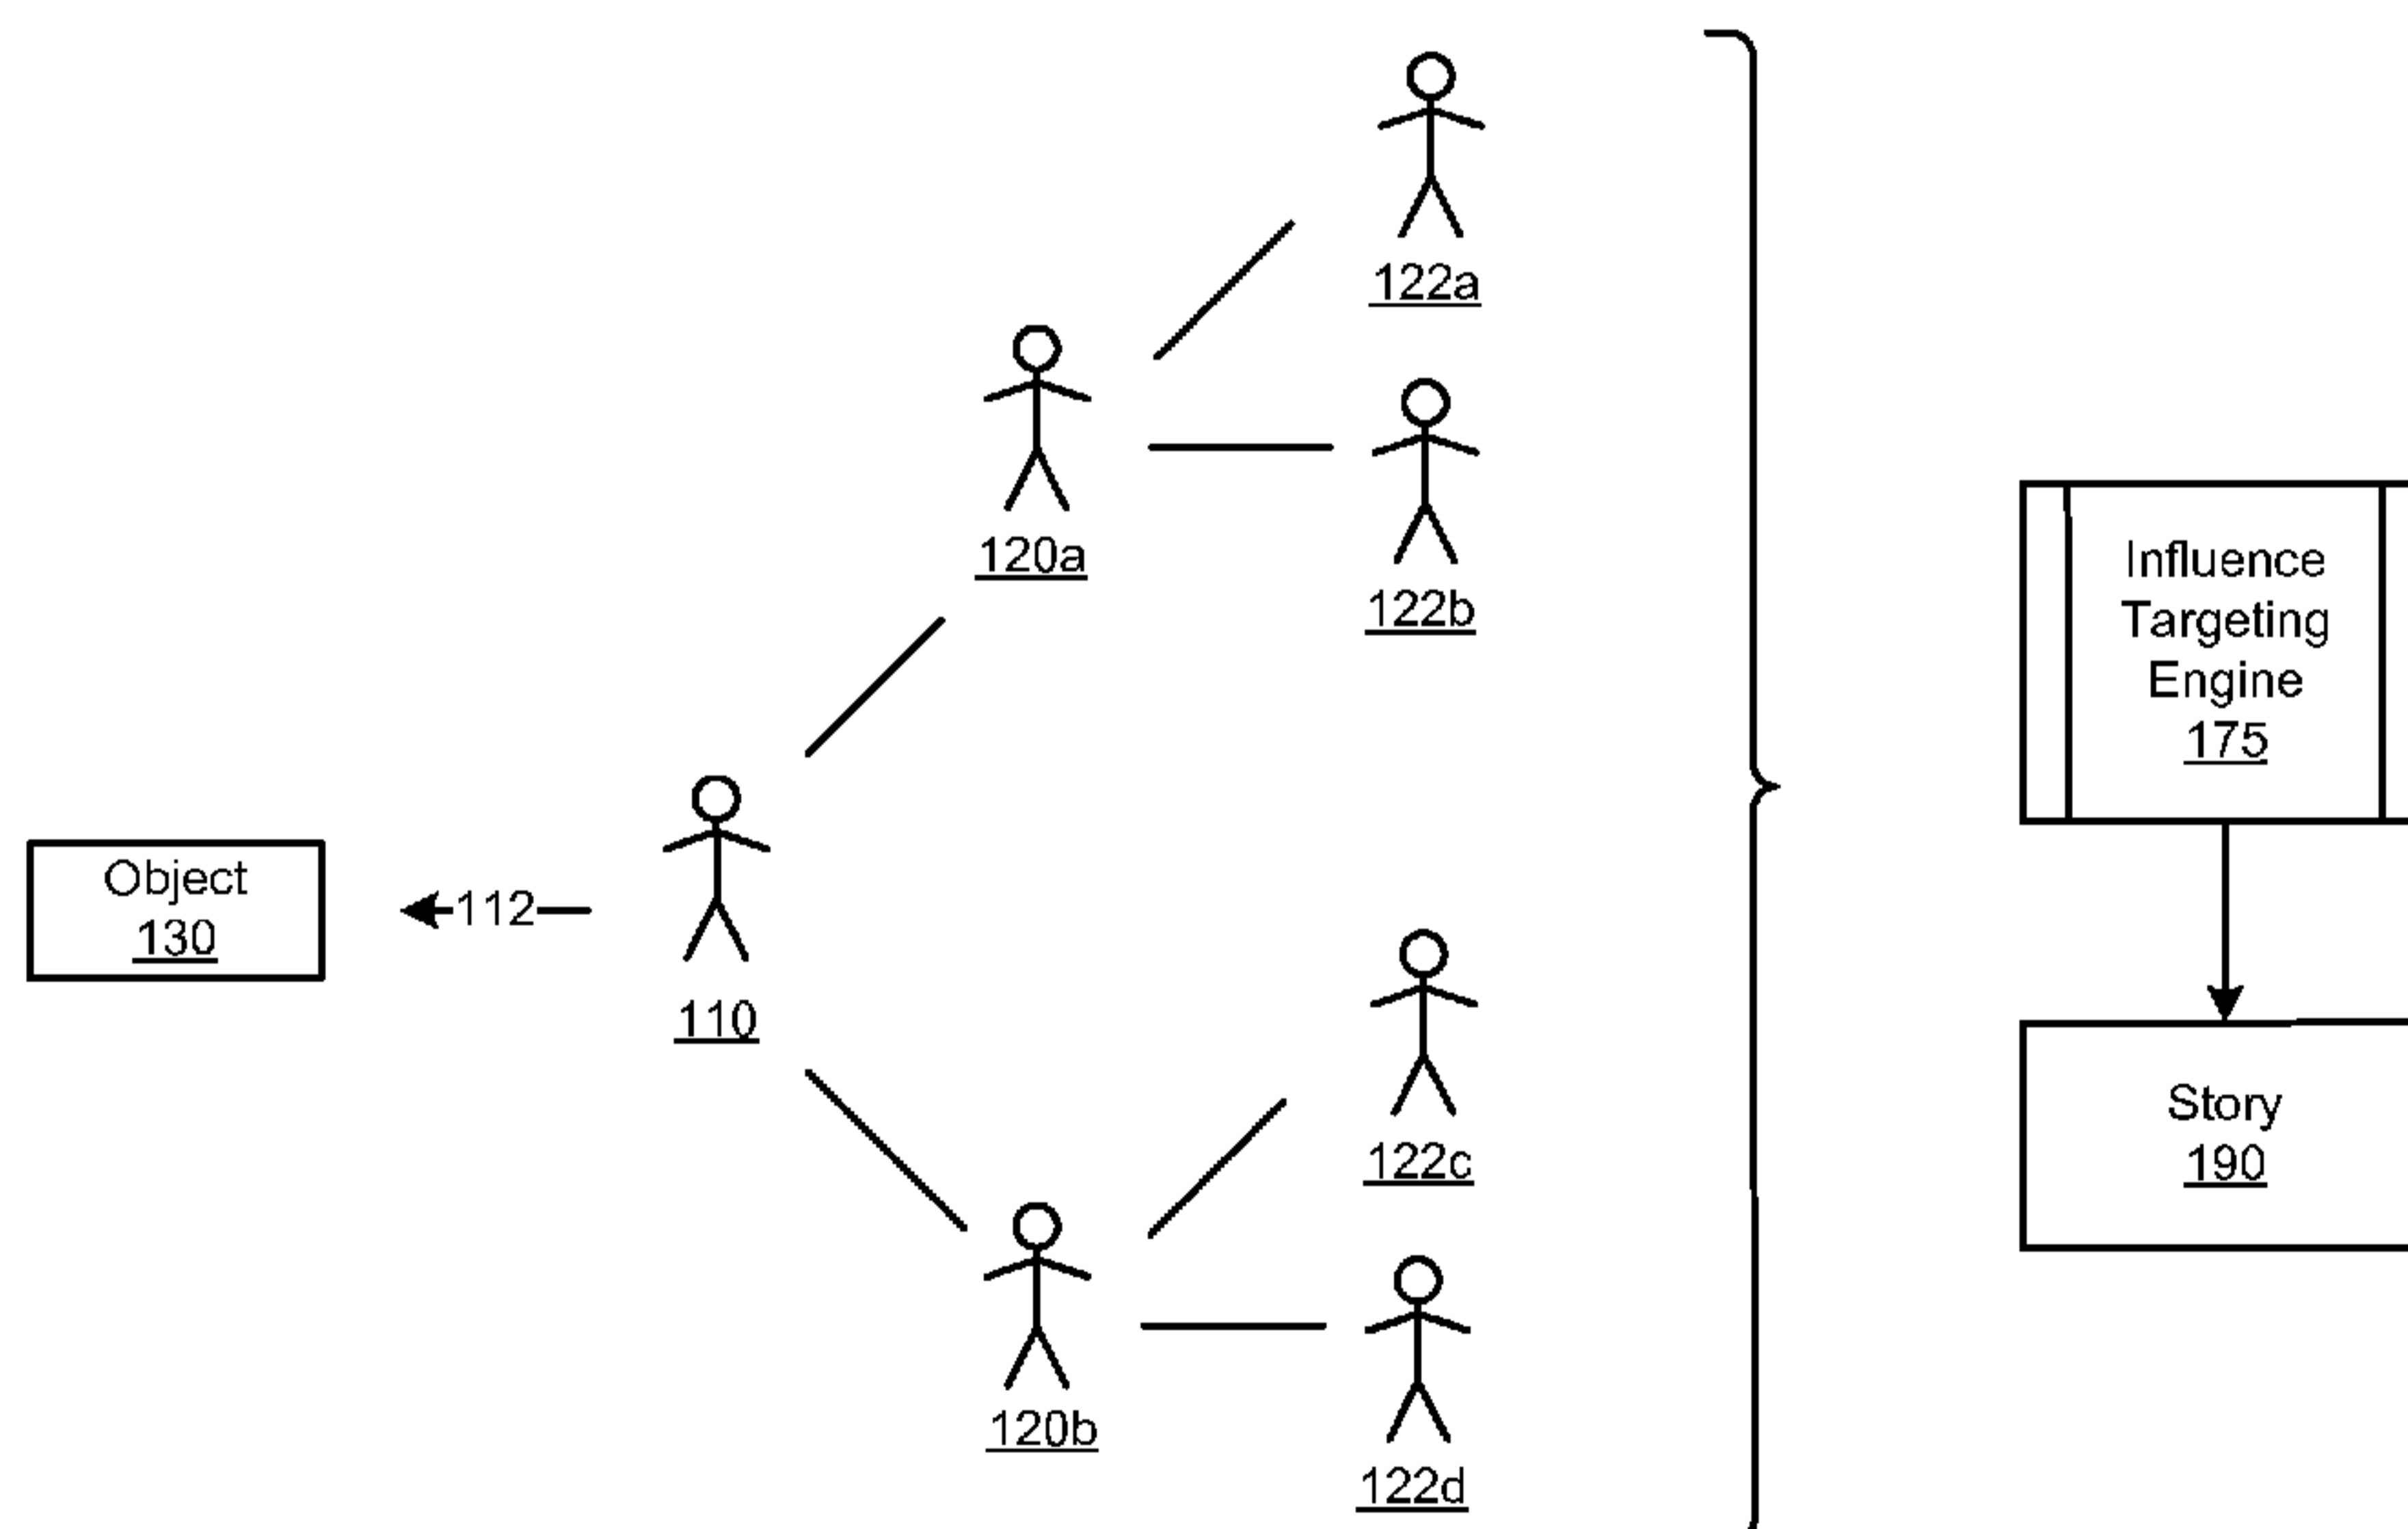 122a
120a
122b
Influence
Targeting
Engine
175
Object
130
112
110
122c
Story
190
120b
122d